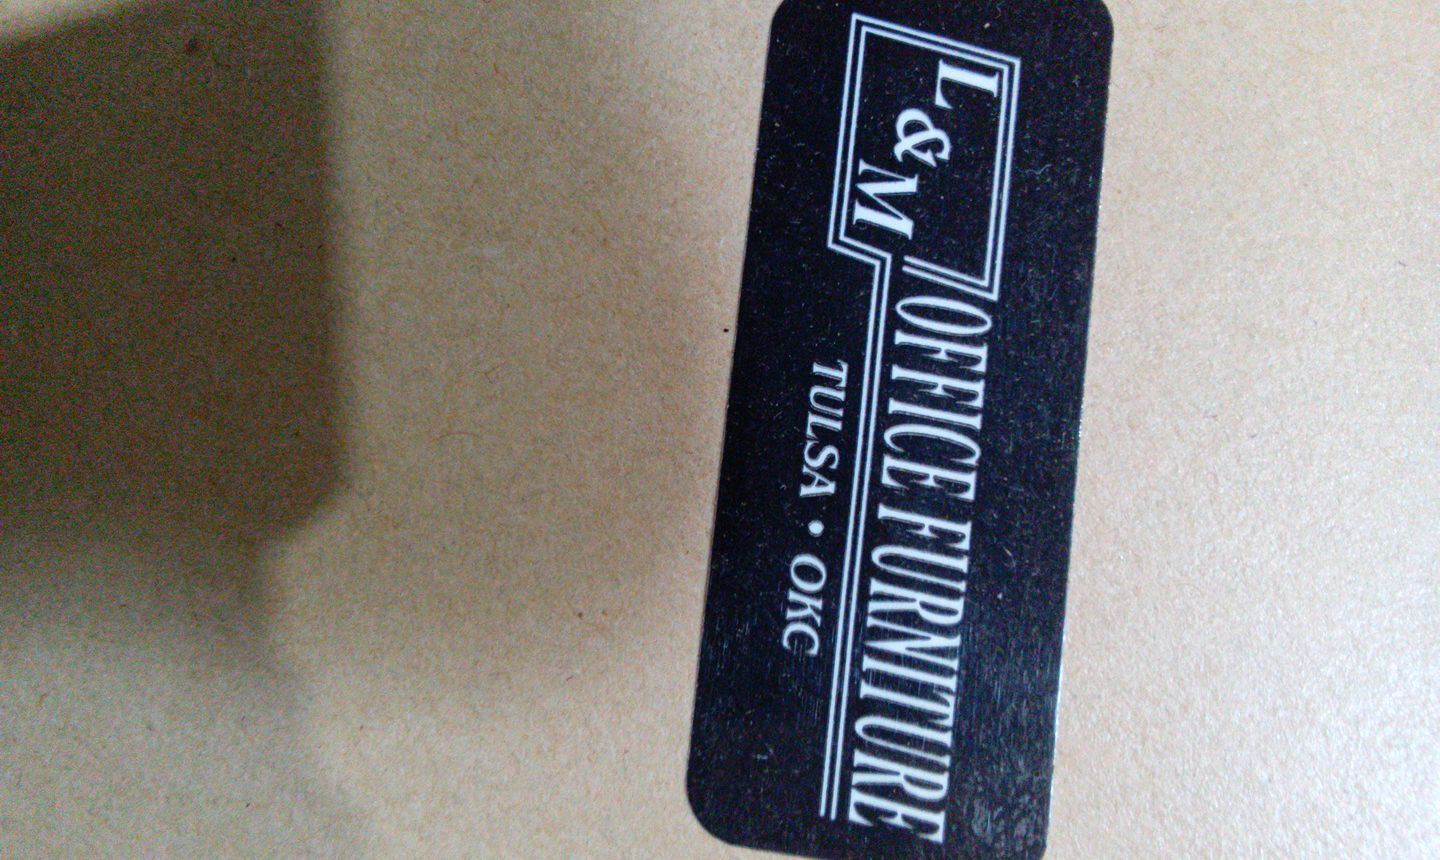 L & M
OFFICE FURNITURE
TULSA • OKC